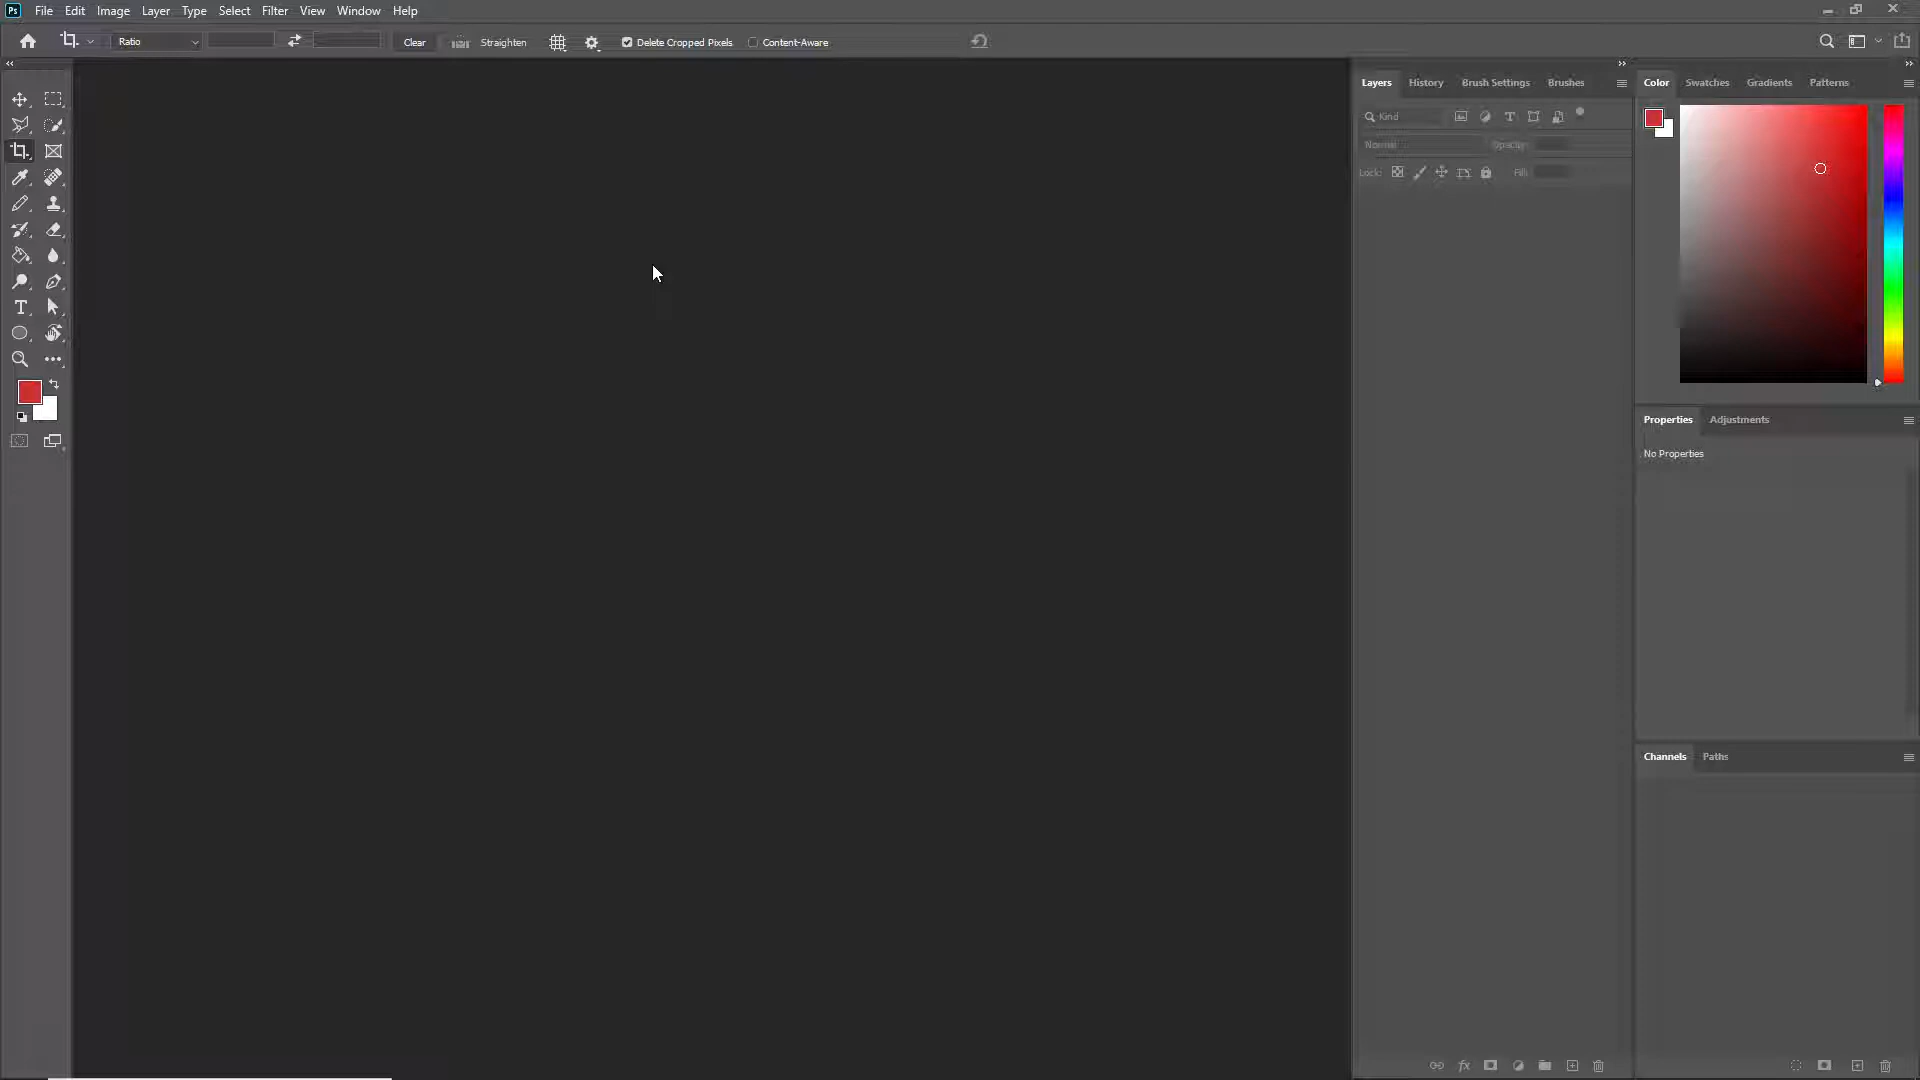 Ps File Edit Image Layer Type Select Filter View Window Help
Ratio Clear Straighten Delete Cropped Pixels Content-Aware
Layers History Brush Settings Brushes
Color Swatches Gradients Patterns
Kind
Normal Opacity:
Lock: Fill:
Properties Adjustments
No Properties
Channels Paths